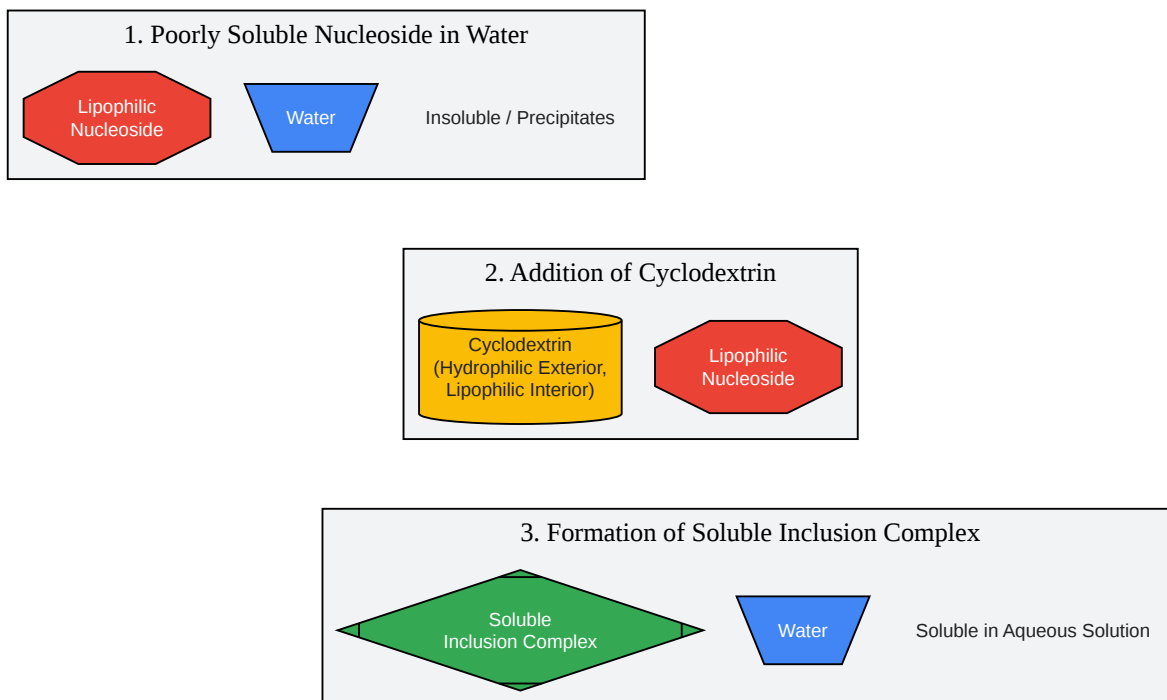 1. Poorly Soluble Nucleoside in Water
Lipophilic
Nucleoside
Water
Insoluble / Precipitates
2. Addition of Cyclodextrin
Cyclodextrin
(Hydrophilic Exterior,
Lipophilic Interior)
Lipophilic
Nucleoside
3. Formation of Soluble Inclusion Complex
Soluble
Inclusion Complex
Water
Soluble in Aqueous Solution